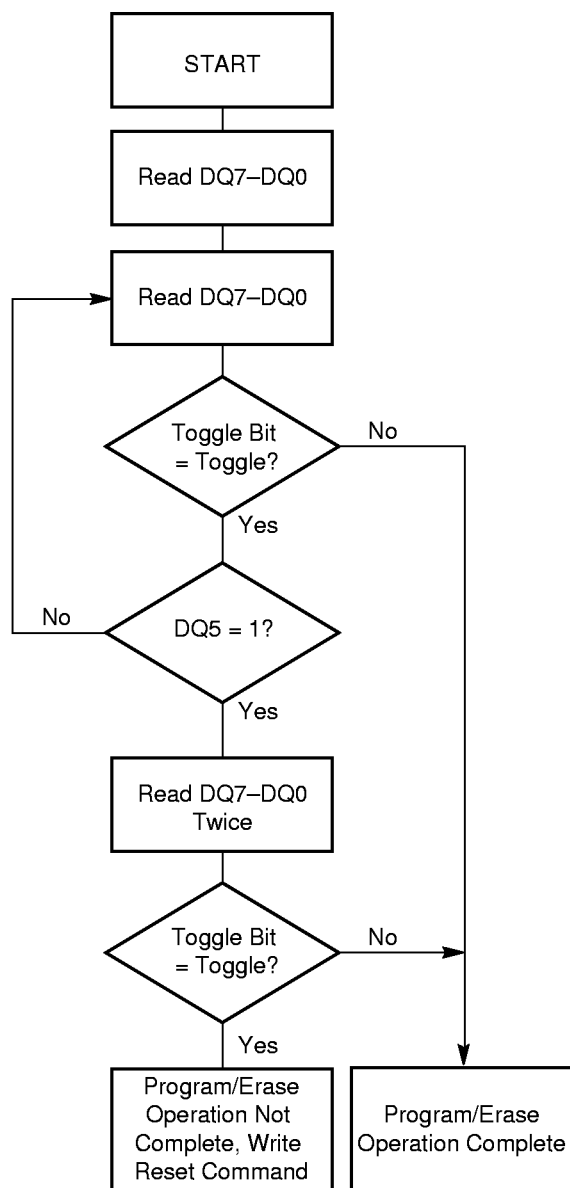 START
Read DQ7–DQ0
Read DQ7–DQ0
Toggle Bit
= Toggle?
No
Yes
DQ5 = 1?
No
Yes
Read DQ7–DQ0
Twice
Toggle Bit
= Toggle?
No
Yes
Program/Erase
Operation Not
Complete, Write
Reset Command
Program/Erase
Operation Complete